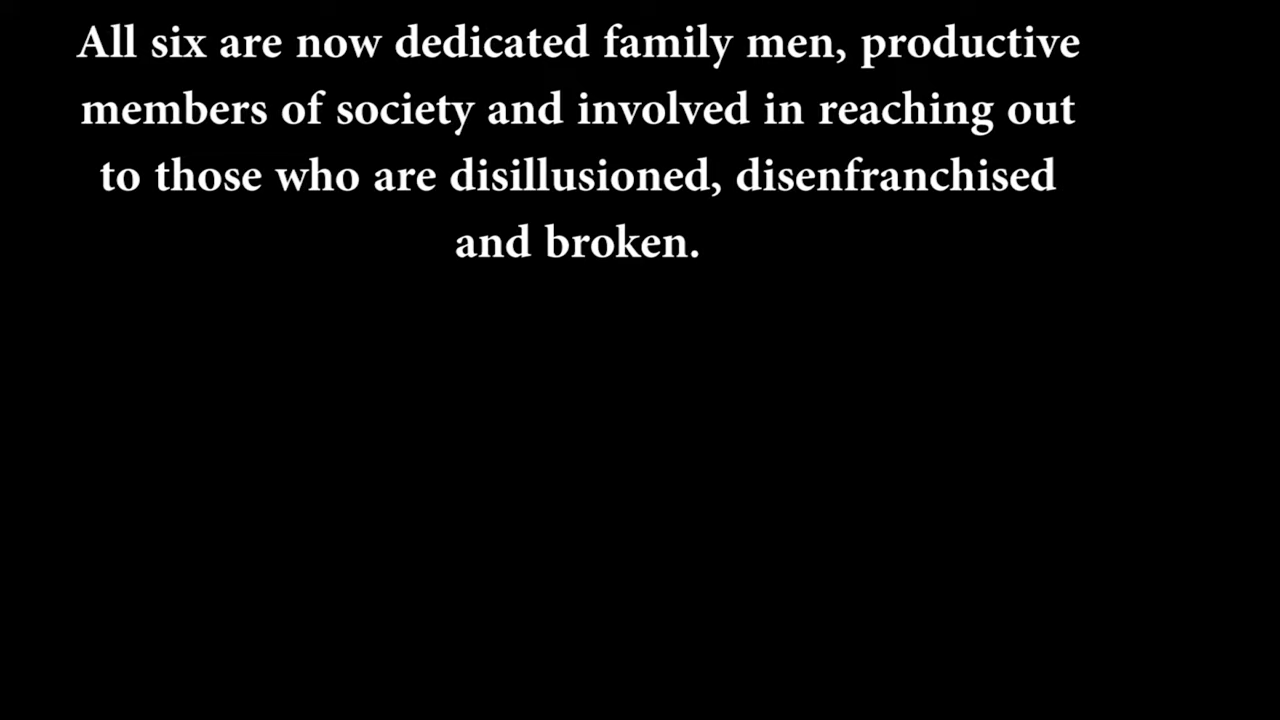 All six are now dedicated family men, productive
members of society and involved in reaching out
to those who are disillusioned, disenfranchised
and broken.